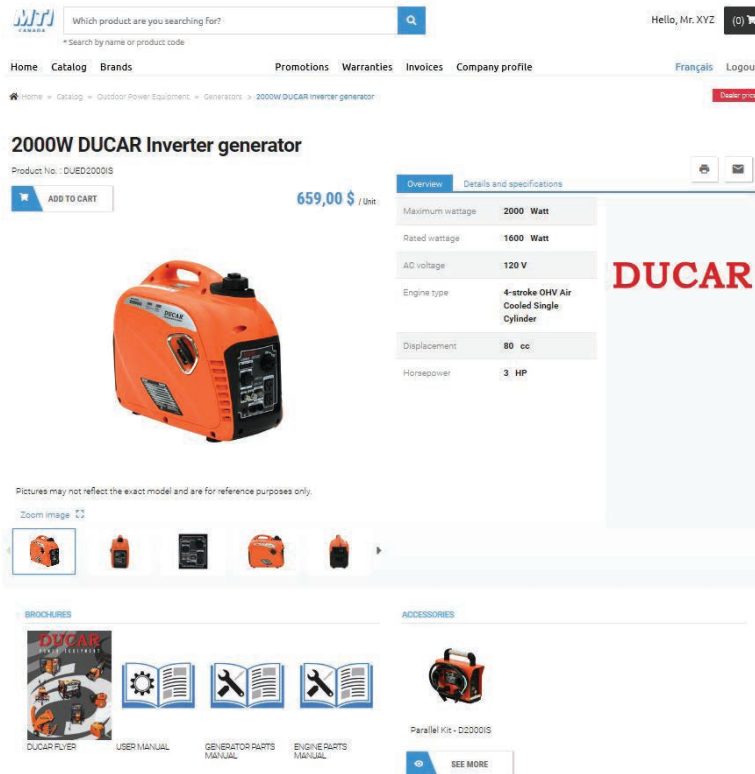 MTI
CANADA
Which product are you searching for?
Hello, Mr. XYZ
(0)
* Search by name or product code
Home Catalog Brands Promotions Warranties Invoices Company profile Français Logou
Home » Catalog » Outdoor Power Equipment » Generators > 2000W DUCAR Inverter generator
Dealer price
2000W DUCAR Inverter generator
Product No. : DUED2000IS
ADD TO CART
659,00 $ / Unit
Overview Details and specifications
Maximum wattage 2000 Watt
Rated wattage 1600 Watt
AC voltage 120 V
Engine type 4-stroke OHV Air
Cooled Single
Cylinder
Displacement 80 cc
Horsepower 3 HP
DUCAR
DUCAR
Pictures may not reflect the exact model and are for reference purposes only.
Zoom image
BROCHURES
ACCESSORIES
DUCAR
POWER EQUIPMENT
DUCAR FLYER
USER MANUAL
GENERATOR PARTS
MANUAL
ENGINE PARTS
MANUAL
Parallel Kit - D2000IS
SEE MORE